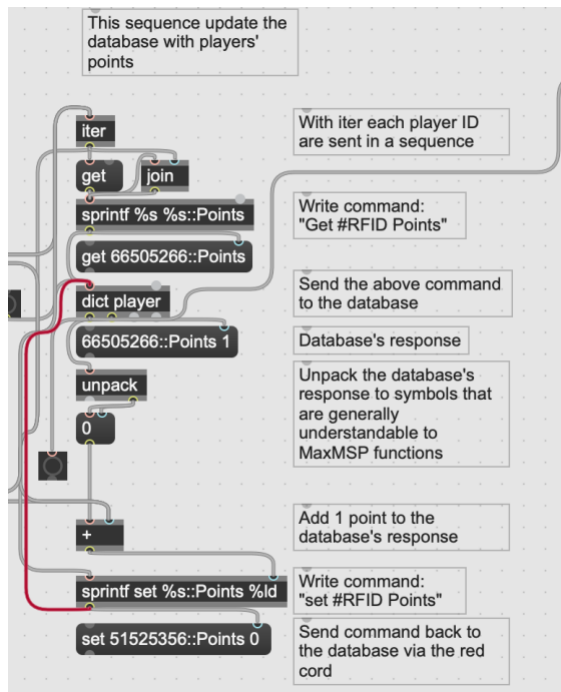 This sequence update the
database with players'
points
iter
With iter each player ID
are sent in a sequence
get
join
sprintf %s %s::Points
Write command:
"Get #RFID Points"
get 66505266::Points
dict player
Send the above command
to the database
66505266::Points 1
Database's response
unpack
Unpack the database's
response to symbols that
are generally
understandable to
MaxMSP functions
0
+
Add 1 point to the
database's response
sprintf set %s::Points %ld
Write command:
"set #RFID Points"
set 51525356::Points 0
Send command back to
the database via the red
cord